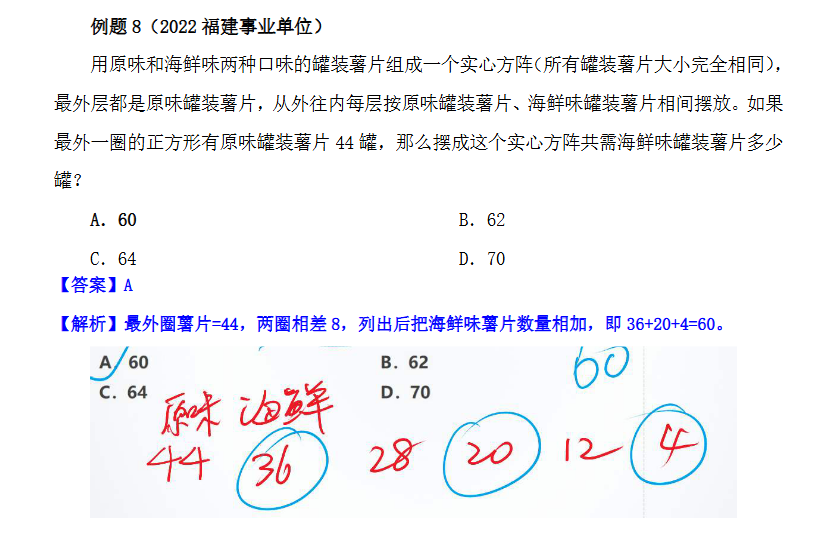 例题 8（2022 福建事业单位）
用原味和海鲜味两种口味的罐装薯片组成一个实心方阵（所有罐装薯片大小完全相同），
最外层都是原味罐装薯片，从外往内每层按原味罐装薯片、海鲜味罐装薯片相间摆放。如果
最外一圈的正方形有原味罐装薯片 44 罐，那么摆成这个实心方阵共需海鲜味罐装薯片多少
罐？
A. 60 B. 62
C. 64 D. 70
【答案】A
【解析】最外圈薯片=44，两圈相差 8，列出后把海鲜味薯片数量相加，即 36+20+4=60。
A. 60 B. 62 60
C. 64 D. 70
原味 海鲜
44 36 28 20 12 4